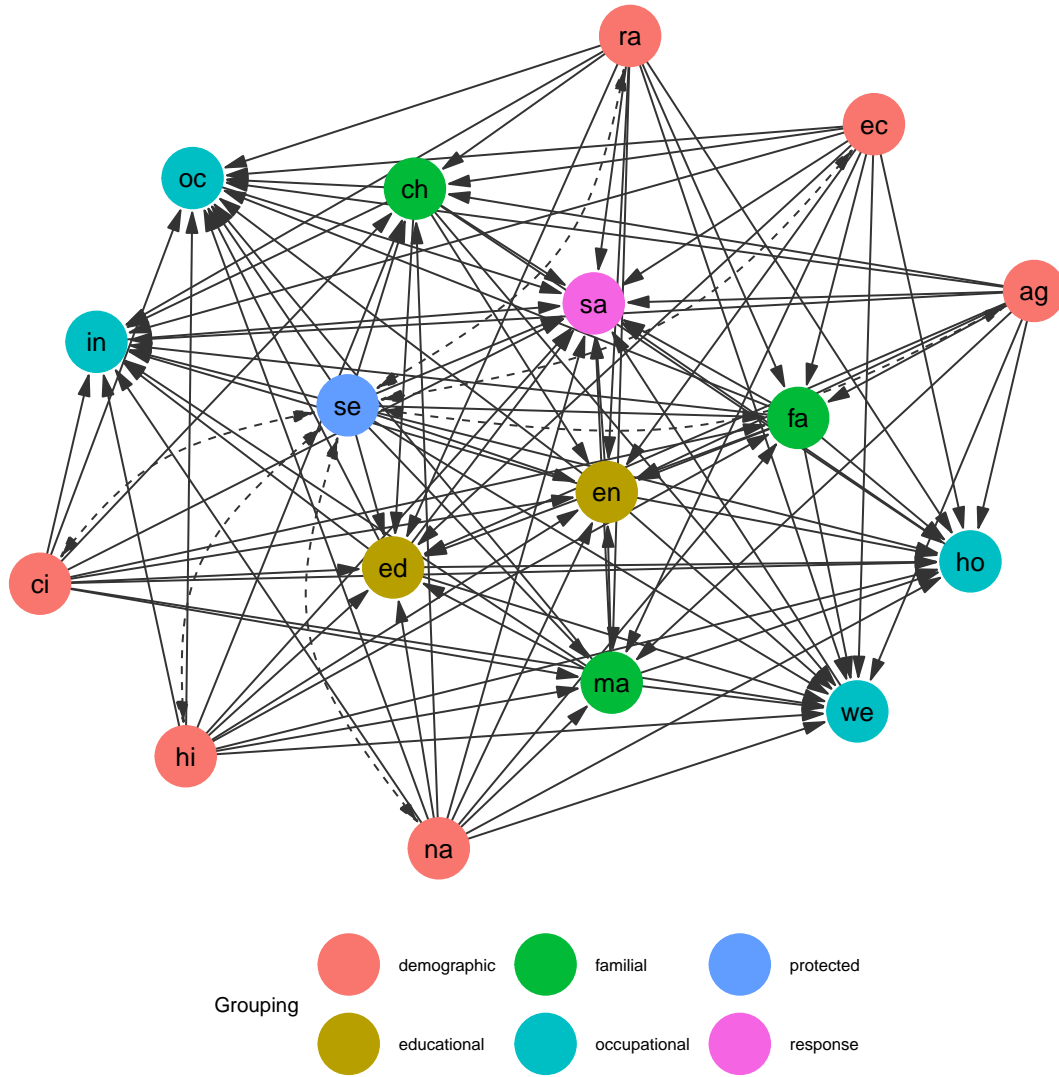 ra
ec
oc
ch
ag
sa
in
se
fa
en
ed
ho
ci
ma
we
hi
na
demographic
familial
protected
Grouping
educational
occupational
response